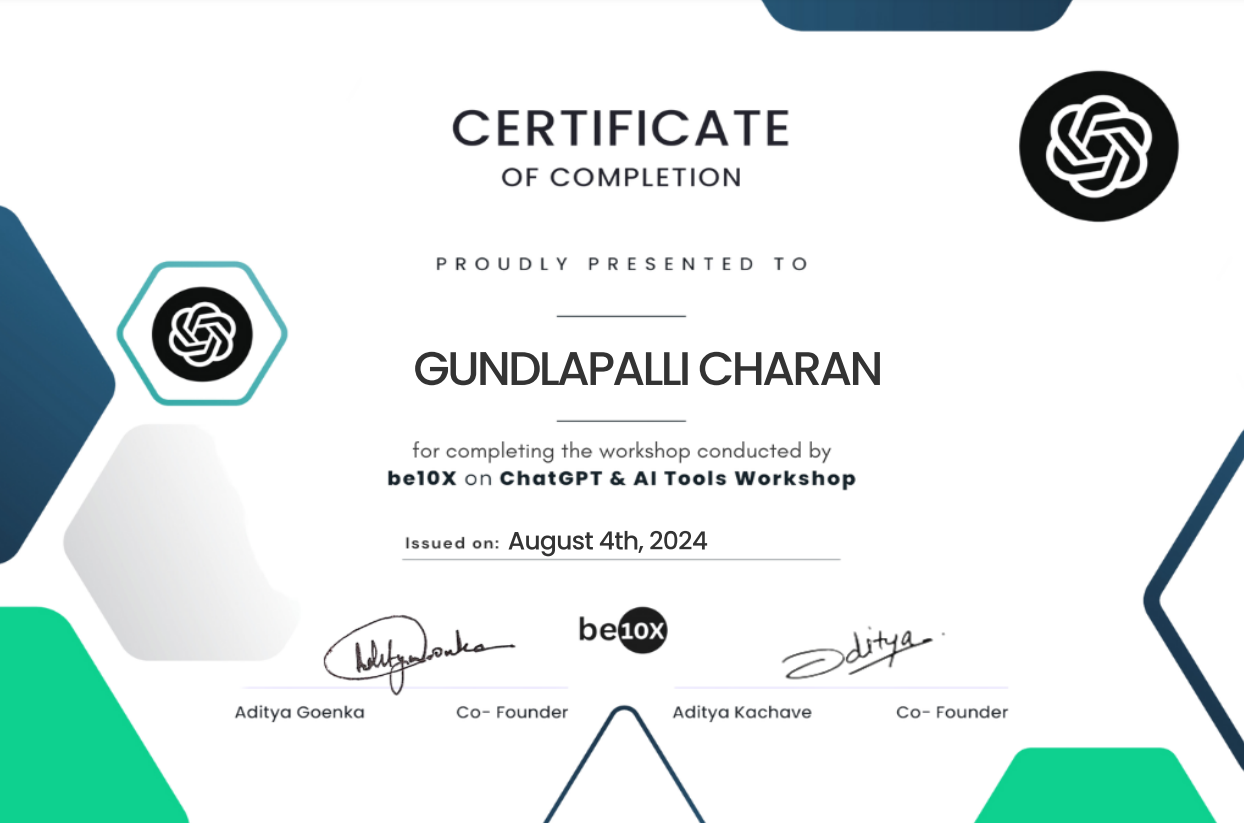 CERTIFICATE
OF COMPLETION
PROUDLY PRESENTED TO
GUNDLAPALLI CHARAN
for completing the workshop conducted by
be10X on ChatGPT & AI Tools Workshop
Issued on: August 4th, 2024
AdityaGoenka
be10X
Aditya
Aditya Goenka Co- Founder
Aditya Kachave Co- Founder